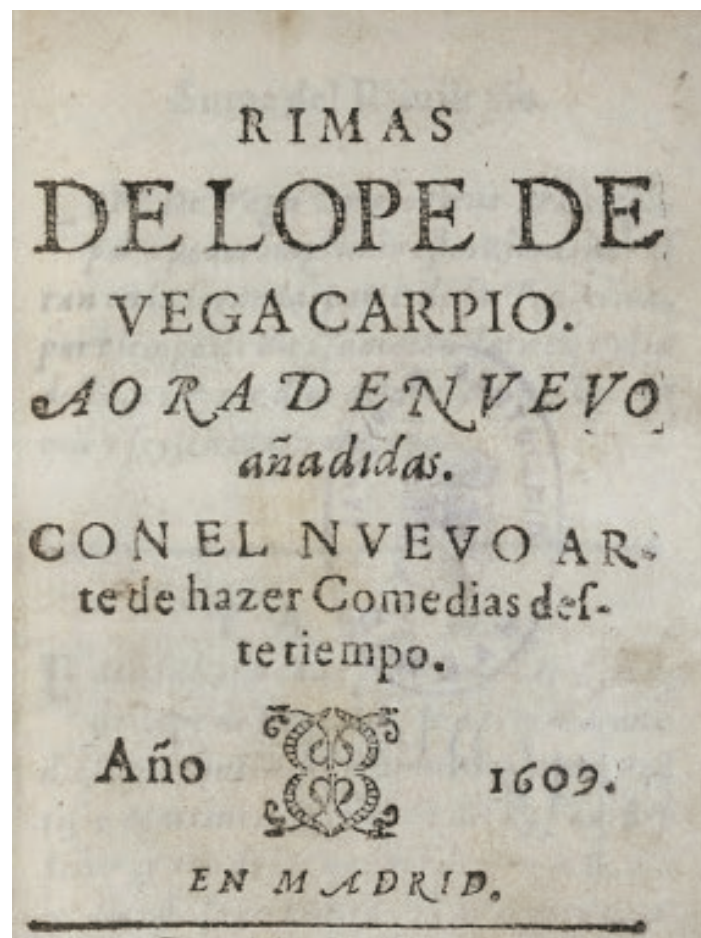 RIMAS
DE LOPE DE
VEGA CARPIO.
AORA DE NVEVO
añadidas.
CON EL NVEVO AR-
te de hazer Comedias deſ-
te tiempo.
Año 1609.
EN MADRID.